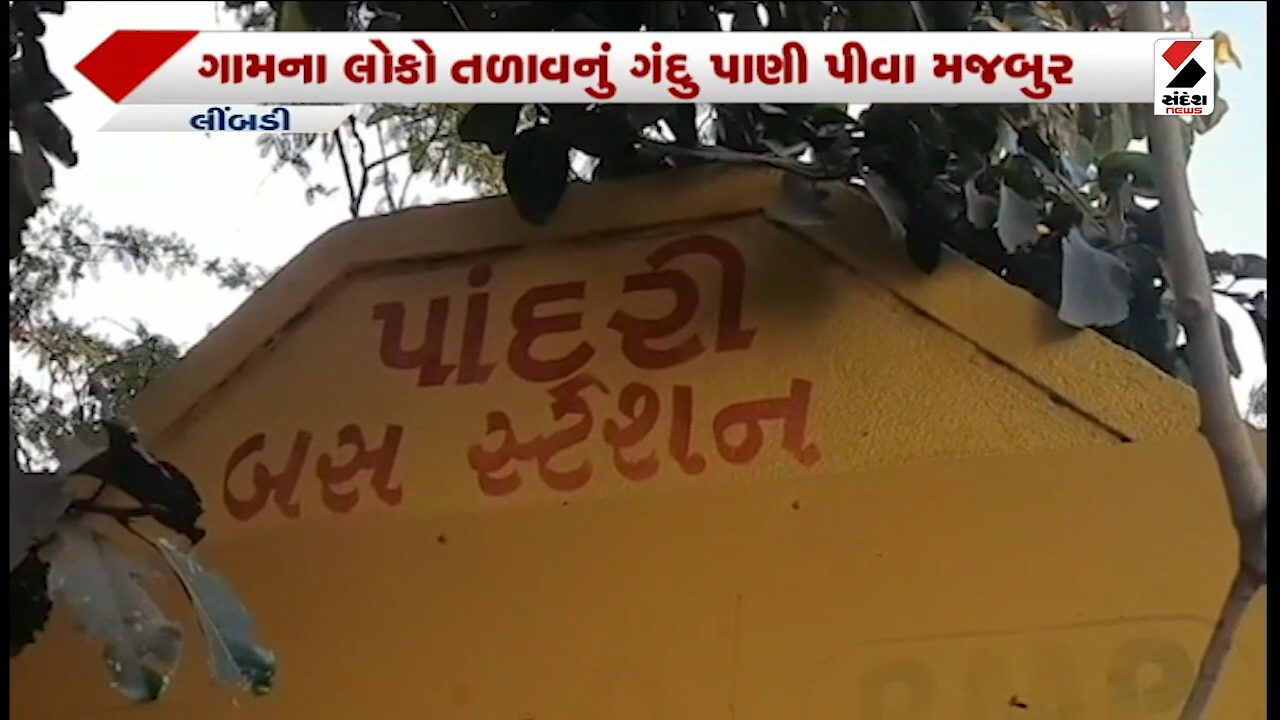 ગામના લોકો તળાવનું ગંદુ પાણી પીવા મજબુર
સંદેશ
NEWS
લીંબડી
પાંદરી
બસ સ્ટેશન